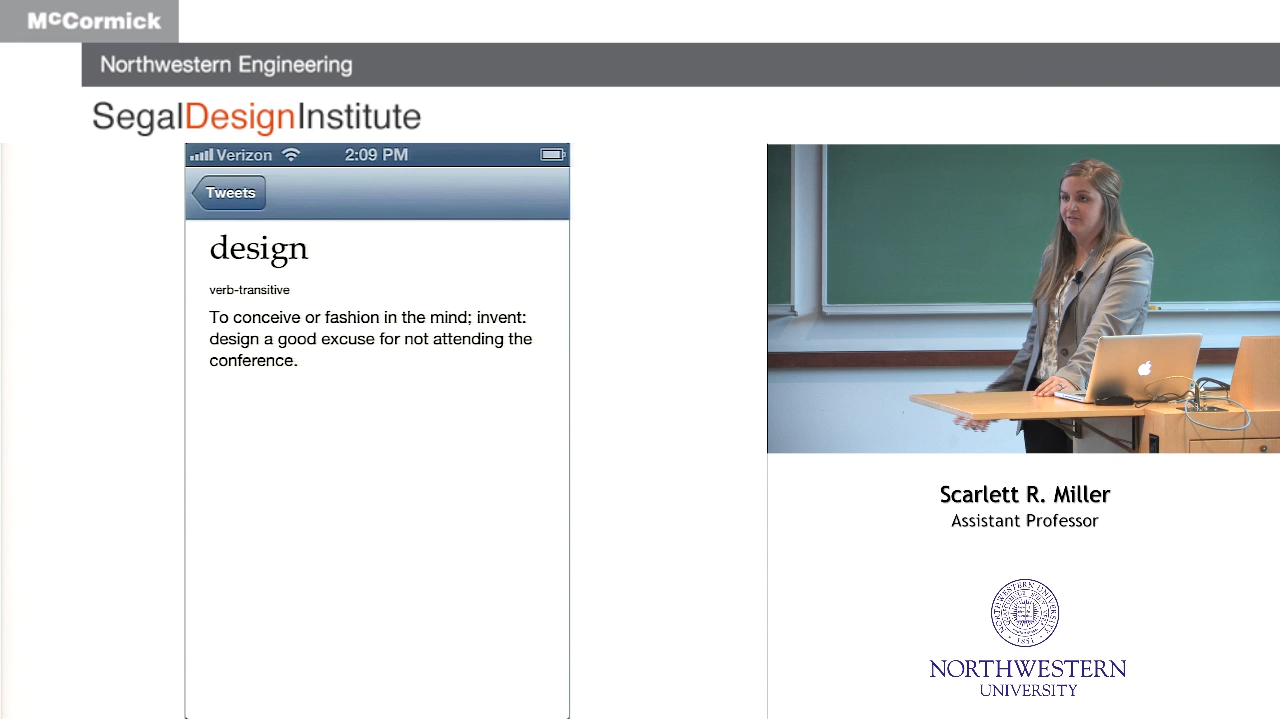 McCormick
Northwestern Engineering
SegalDesignInstitute
Verizon 2:09 PM
Tweets
design
verb-transitive
To conceive or fashion in the mind; invent:
design a good excuse for not attending the
conference.
Scarlett R. Miller
Assistant Professor
NORTHWESTERN
UNIVERSITY